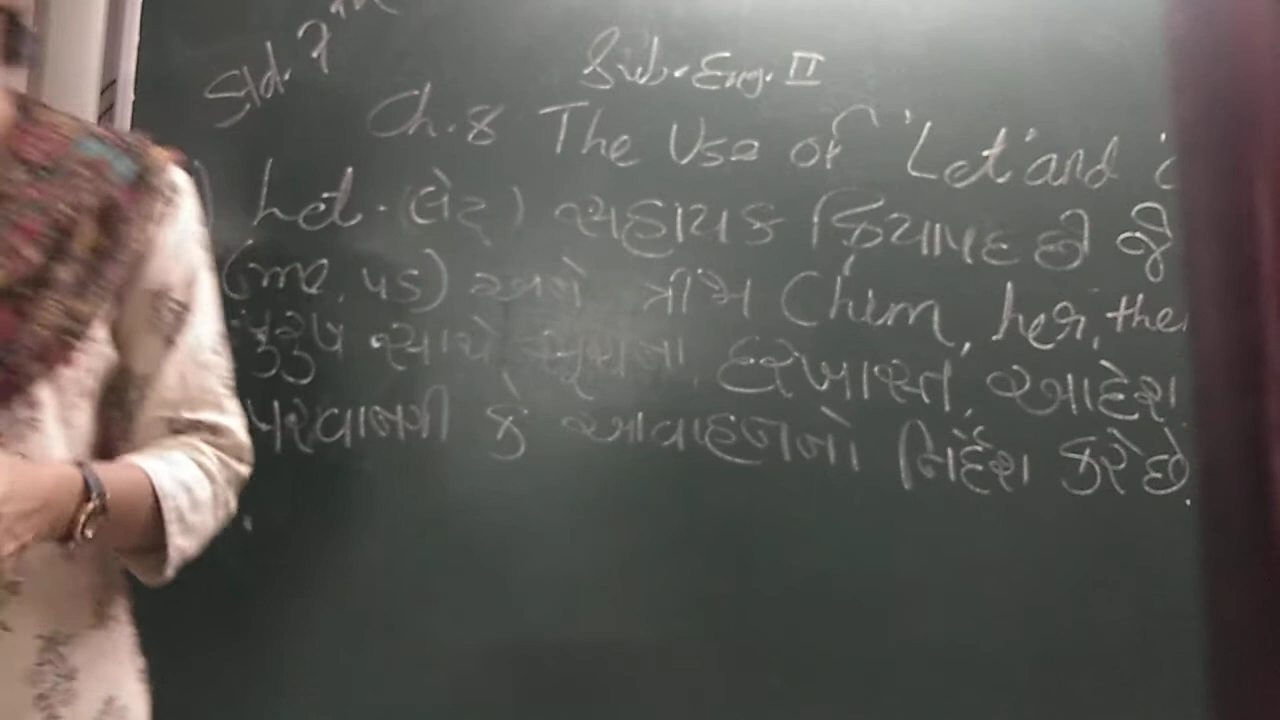 Std. 7th
Sub. Eng. II
Ch. 8 The Use of 'Let' and
Let. (લેટ) સહાયક ક્રિયાપદ છે જે
(me, us) અને ત્રીજા (him, her, the
પુરુષ સાથે સૂચના, દરખાસ્ત, આદેશ
પરવાનગી કે આવાહનનો નિર્દેશ કરે છે.